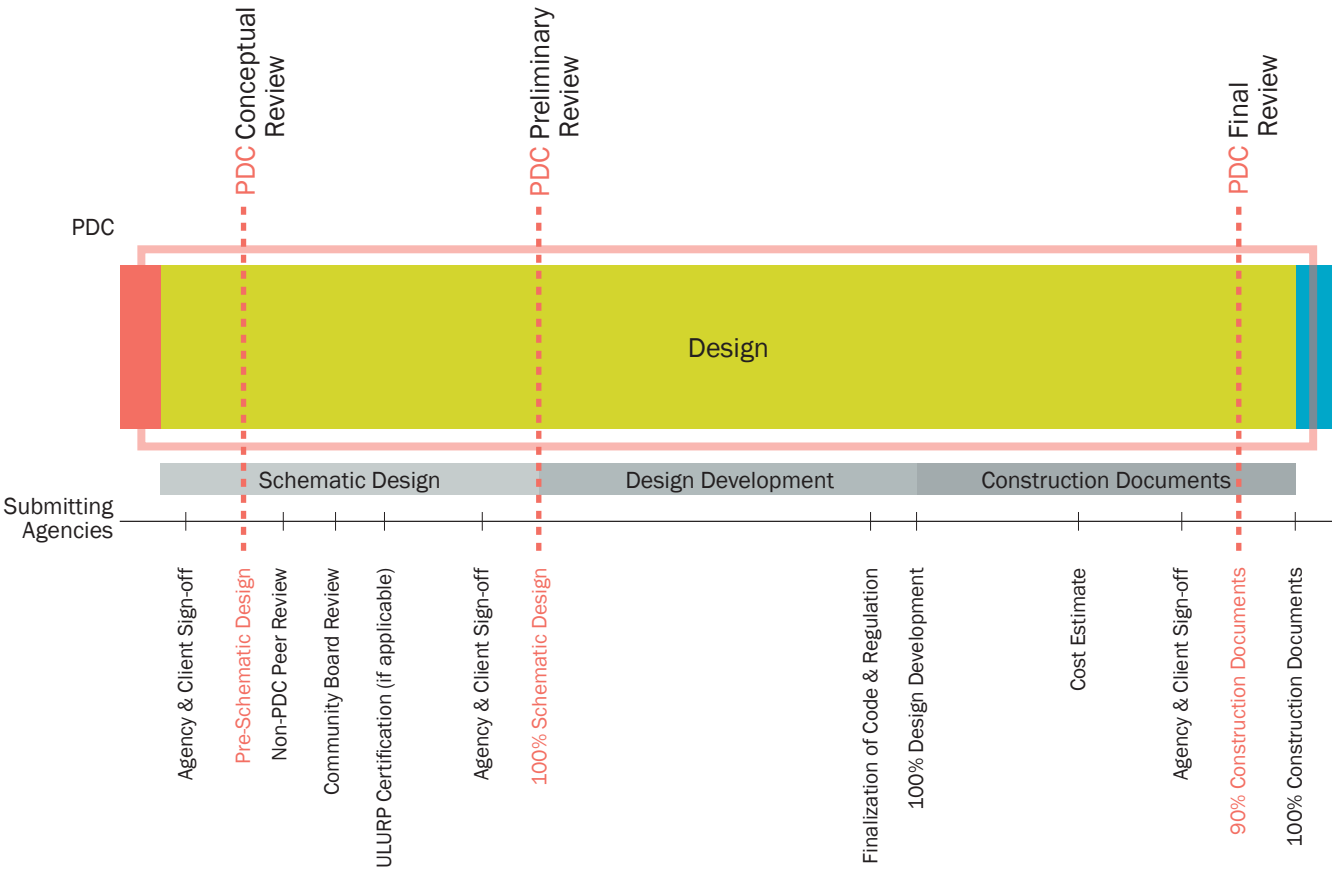 PDC Conceptual
Review
PDC Preliminary
Review
PDC Final
Review
PDC
Design
Schematic Design
Design Development
Construction Documents
Submitting
Agencies
Agency & Client Sign-off
Pre-Schematic Design
Non-PDC Peer Review
Community Board Review
ULURP Certification (if applicable)
Agency & Client Sign-off
100% Schematic Design
Finalization of Code & Regulation
100% Design Development
Cost Estimate
Agency & Client Sign-off
90% Construction Documents
100% Construction Documents